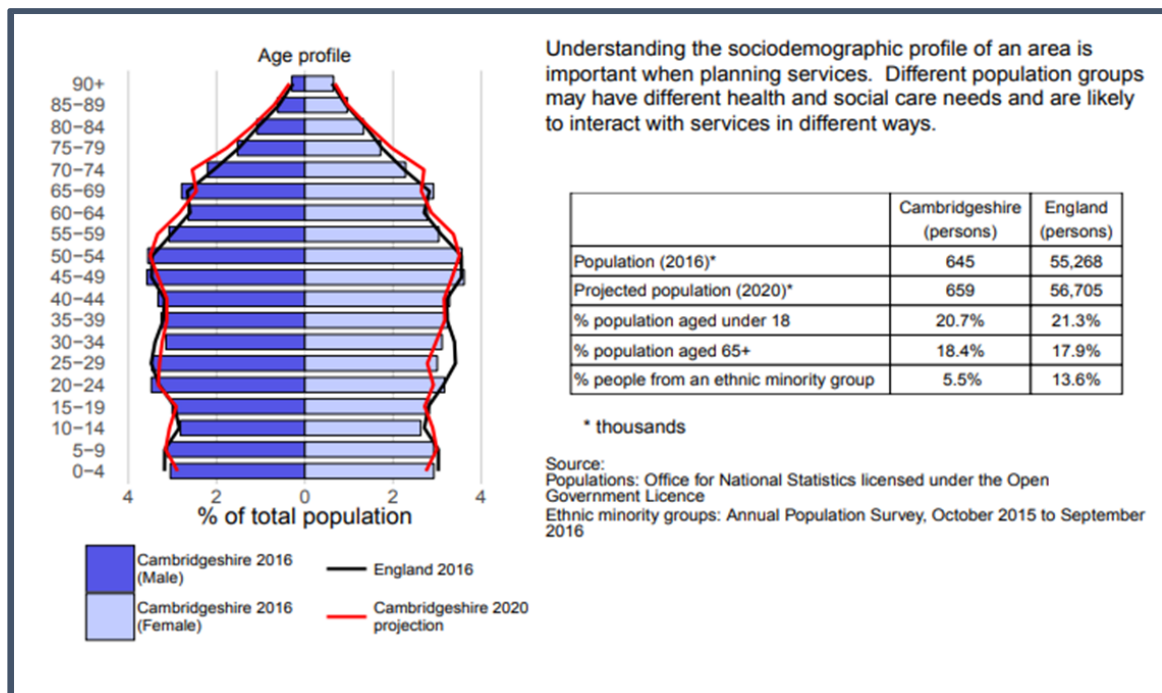 Age profile
90+
85−89
80−84
75−79
70−74
65−69
60−64
55−59
50−54
45−49
40−44
35−39
30−34
25−29
20−24
15−19
10−14
5−9
0−4
4 2 0 2 4
% of total population
Cambridgeshire 2016
(Male)
England 2016
Cambridgeshire 2016
(Female)
Cambridgeshire 2020
projection
Understanding the sociodemographic profile of an area is
important when planning services. Different population groups
may have different health and social care needs and are likely
to interact with services in different ways.
Cambridgeshire (persons) England (persons)
Population (2016)* 645 55,268
Projected population (2020)* 659 56,705
% population aged under 18 20.7% 21.3%
% population aged 65+ 18.4% 17.9%
% people from an ethnic minority group 5.5% 13.6%
* thousands
Source:
Populations: Office for National Statistics licensed under the Open
Government Licence
Ethnic minority groups: Annual Population Survey, October 2015 to September
2016